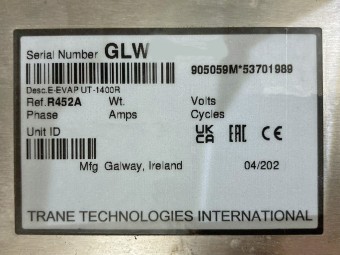 Serial Number GLW
905059M*53701989
Desc.E-EVAP UT-1400R
Ref.R452A Wt. Volts
Phase Amps Cycles
Unit ID UK CA EAC CE
Mfg Galway, Ireland 04/202
TRANE TECHNOLOGIES INTERNATIONAL